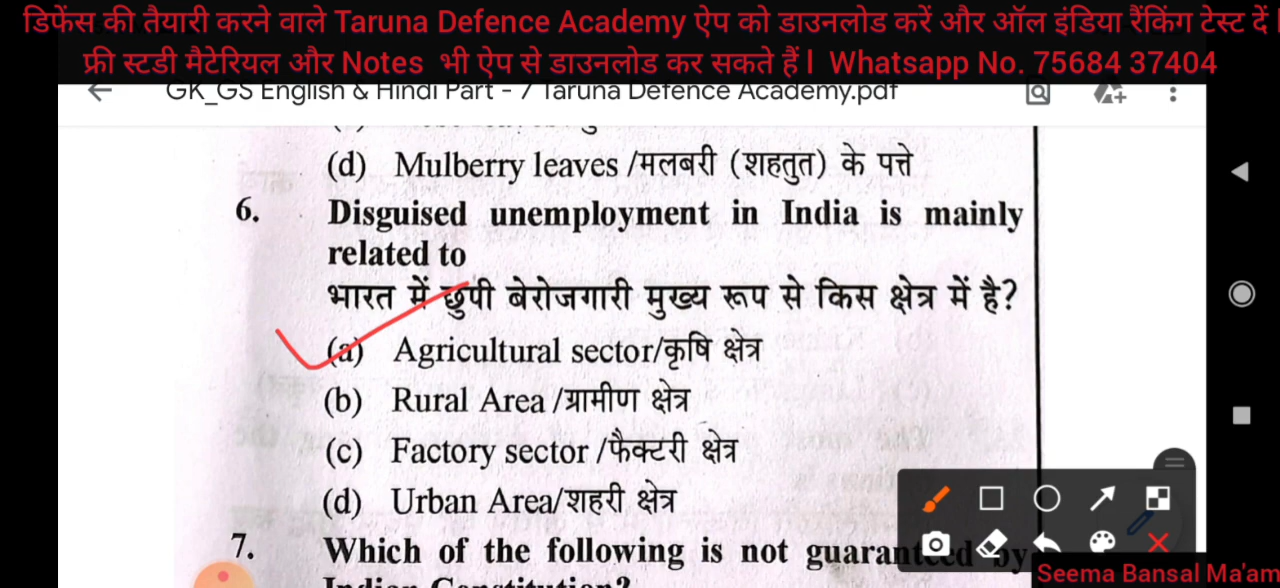 डिफेंस की तैयारी करने वाले Taruna Defence Academy ऐप को डाउनलोड करें और ऑल इंडिया रैंकिंग टेस्ट दें।
फ्री स्टडी मैटेरियल और Notes भी ऐप से डाउनलोड कर सकते हैं। Whatsapp No. 75684 37404
GK_GS English & Hindi Part - 7 Taruna Defence Academy.pdf
(d) Mulberry leaves /मलबरी (शहतुत) के पत्ते
6. Disguised unemployment in India is mainly
related to
भारत में छुपी बेरोजगारी मुख्य रूप से किस क्षेत्र में है?
(a) Agricultural sector/कृषि क्षेत्र
(b) Rural Area /ग्रामीण क्षेत्र
(c) Factory sector /फैक्टरी क्षेत्र
(d) Urban Area/शहरी क्षेत्र
7. Which of the following is not guaranteed by
Indian Constitution?
Seema Bansal Ma'am